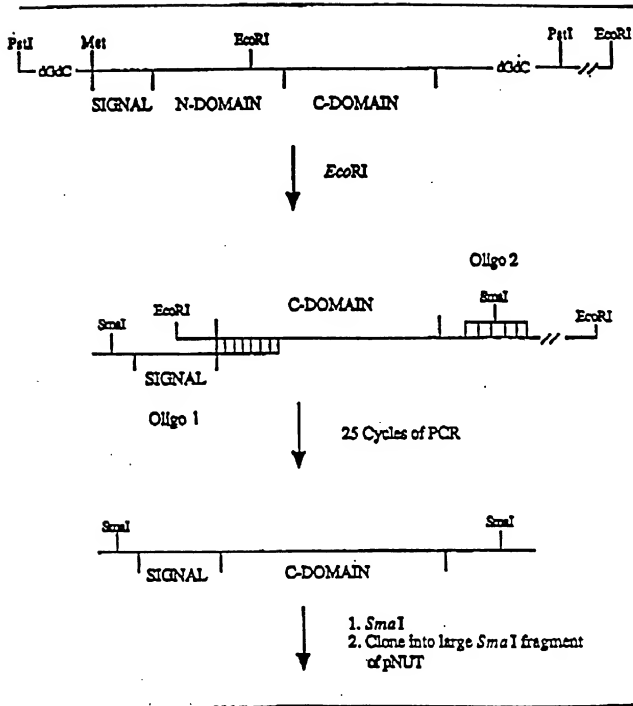 PstI Met EcoRI PstI EcoRI
dGdC dGdC
SIGNAL N-DOMAIN C-DOMAIN
EcoRI
Oligo 2
EcoRI C-DOMAIN SmaI
SmaI EcoRI
SIGNAL
Oligo 1
25 Cycles of PCR
SmaI SmaI
SIGNAL C-DOMAIN
1. SmaI
2. Clone into large SmaI fragment
of pNUT